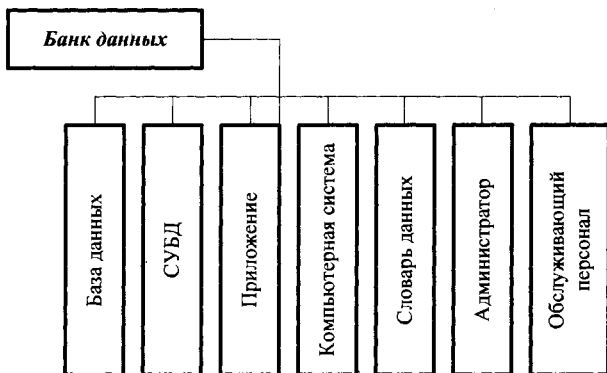 Банк данных
База данных
СУБД
Приложение
Компьютерная система
Словарь данных
Администратор
Обслуживающий
персонал